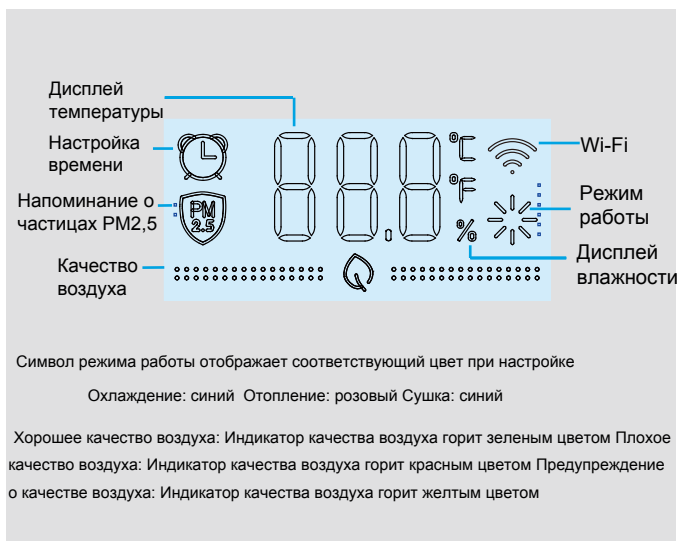 Дисплей
температуры
Настройка
времени
Напоминание о
частицах PM2,5
Качество
воздуха
PM
2.5
888
°C
°F
%
Wi-Fi
Режим
работы
Дисплей
влажности
Символ режима работы отображает соответствующий цвет при настройке
Охлаждение: синий Отопление: розовый Сушка: синий
Хорошее качество воздуха: Индикатор качества воздуха горит зеленым цветом Плохое
качество воздуха: Индикатор качества воздуха горит красным цветом Предупреждение
о качестве воздуха: Индикатор качества воздуха горит желтым цветом